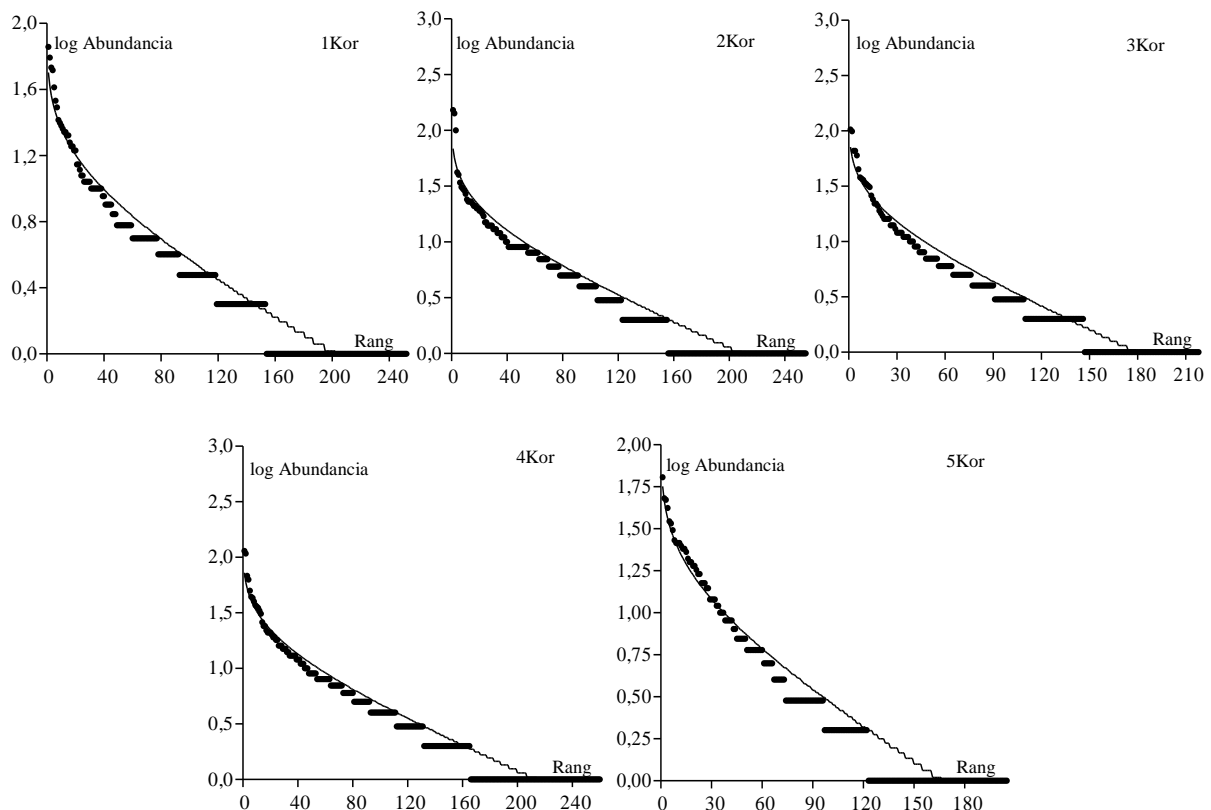 2,0
1,6
1,2
0,8
0,4
0,0
log Abundancia
1Kor
Rang
0 40 80 120 160 200 240
3,0
2,5
2,0
1,5
1,0
0,5
0,0
log Abundancia
2Kor
Rang
0 40 80 120 160 200 240
3,0
2,5
2,0
1,5
1,0
0,5
0,0
log Abundancia
3Kor
Rang
0 30 60 90 120 150 180 210
3,0
2,5
2,0
1,5
1,0
0,5
0,0
log Abundancia
4Kor
Rang
0 40 80 120 160 200 240
2,00
1,75
1,50
1,25
1,00
0,75
0,50
0,25
0,00
log Abundancia
5Kor
Rang
0 30 60 90 120 150 180